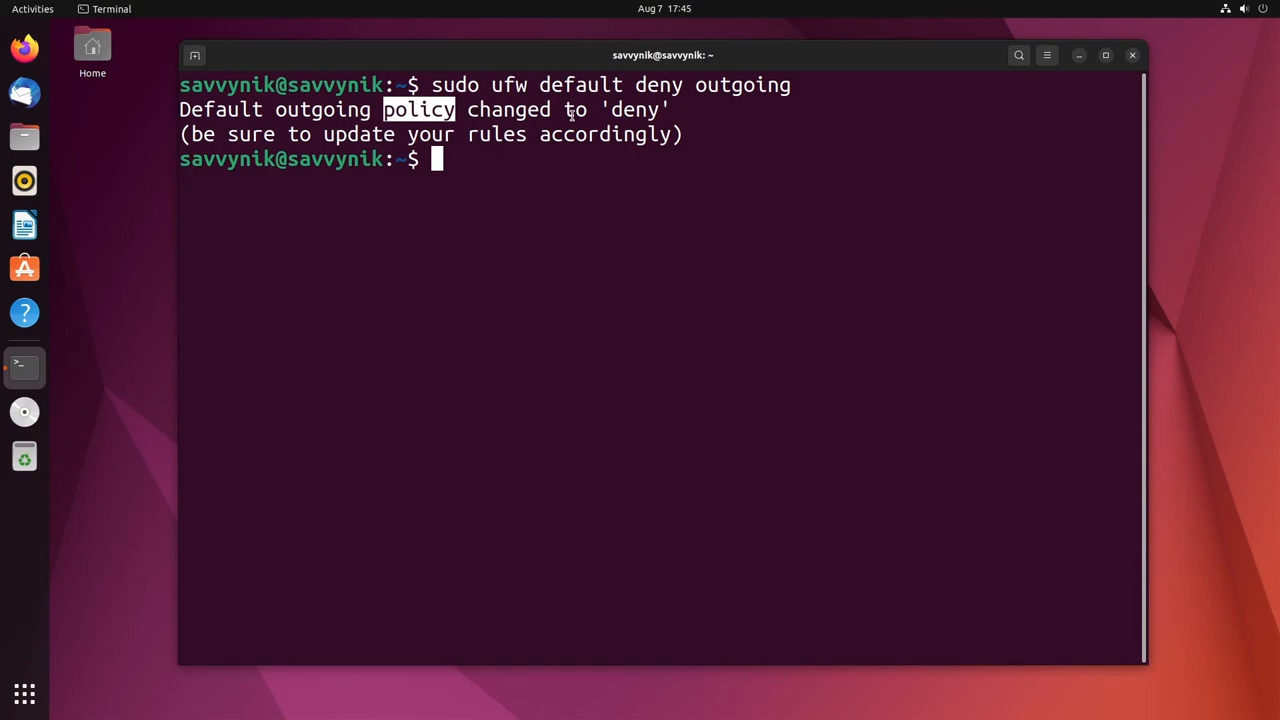 Activities
Terminal
Aug 7 17:45
Home
savvynik@savvynik: ~
savvynik@savvynik:~$ sudo ufw default deny outgoing
Default outgoing policy changed to 'deny'
(be sure to update your rules accordingly)
savvynik@savvynik:~$